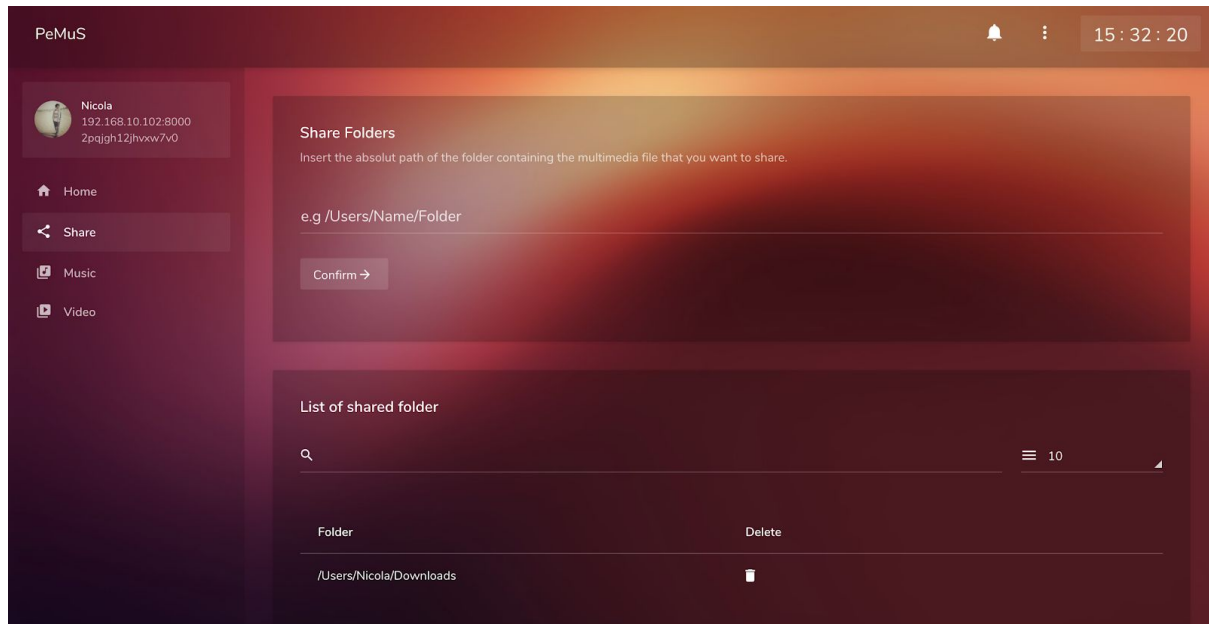 PeMuS
15 : 32 : 20
Nicola
192.168.10.102:8000
2pqjgh12jhvxw7v0
Home
Share
Music
Video
Share Folders
Insert the absolut path of the folder containing the multimedia file that you want to share.
e.g /Users/Name/Folder
Confirm →
List of shared folder
10
Folder Delete
/Users/Nicola/Downloads